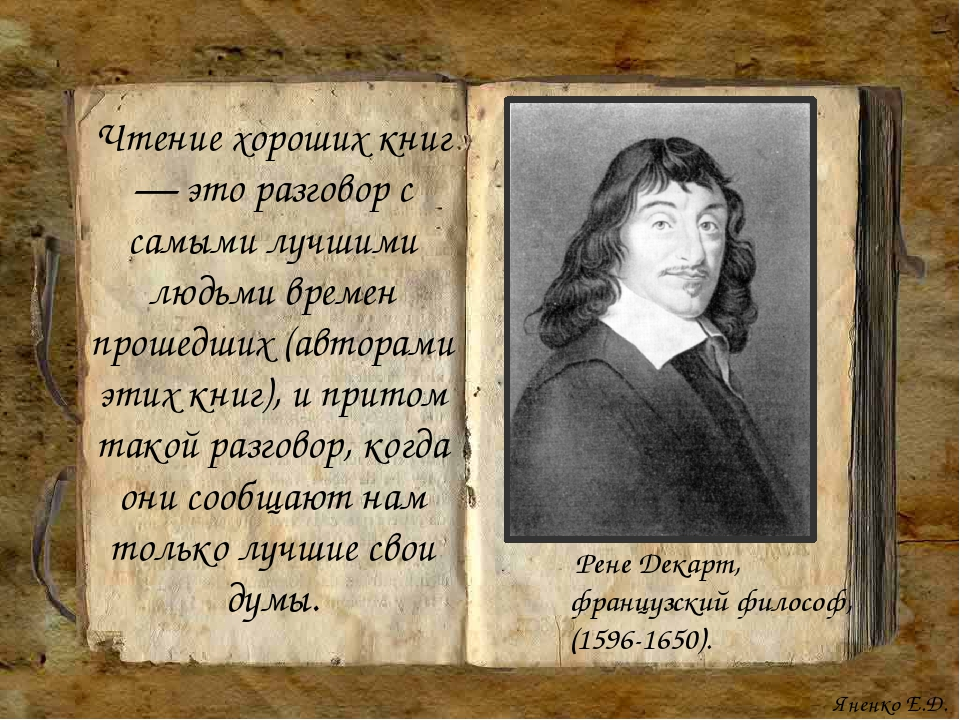 Чтение хороших книг
— это разговор с
самыми лучшими
людьми времен
прошедших (авторами
этих книг), и притом
такой разговор, когда
они сообщают нам
только лучшие свои
думы.
Рене Декарт,
французский философ,
(1596-1650).
Яненко Е.Д.